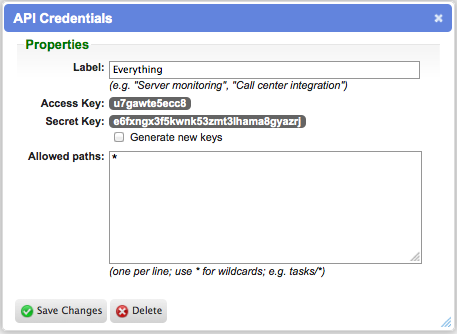 API Credentials
Properties
Label: Everything
(e.g. "Server monitoring", "Call center integration")
Access Key: u7gawte5ecc8
Secret Key: e6fxngx3f5kwnk53zmt3lhama8gyazrj
Generate new keys
Allowed paths: *
(one per line; use * for wildcards; e.g. tasks/*)
Save Changes Delete